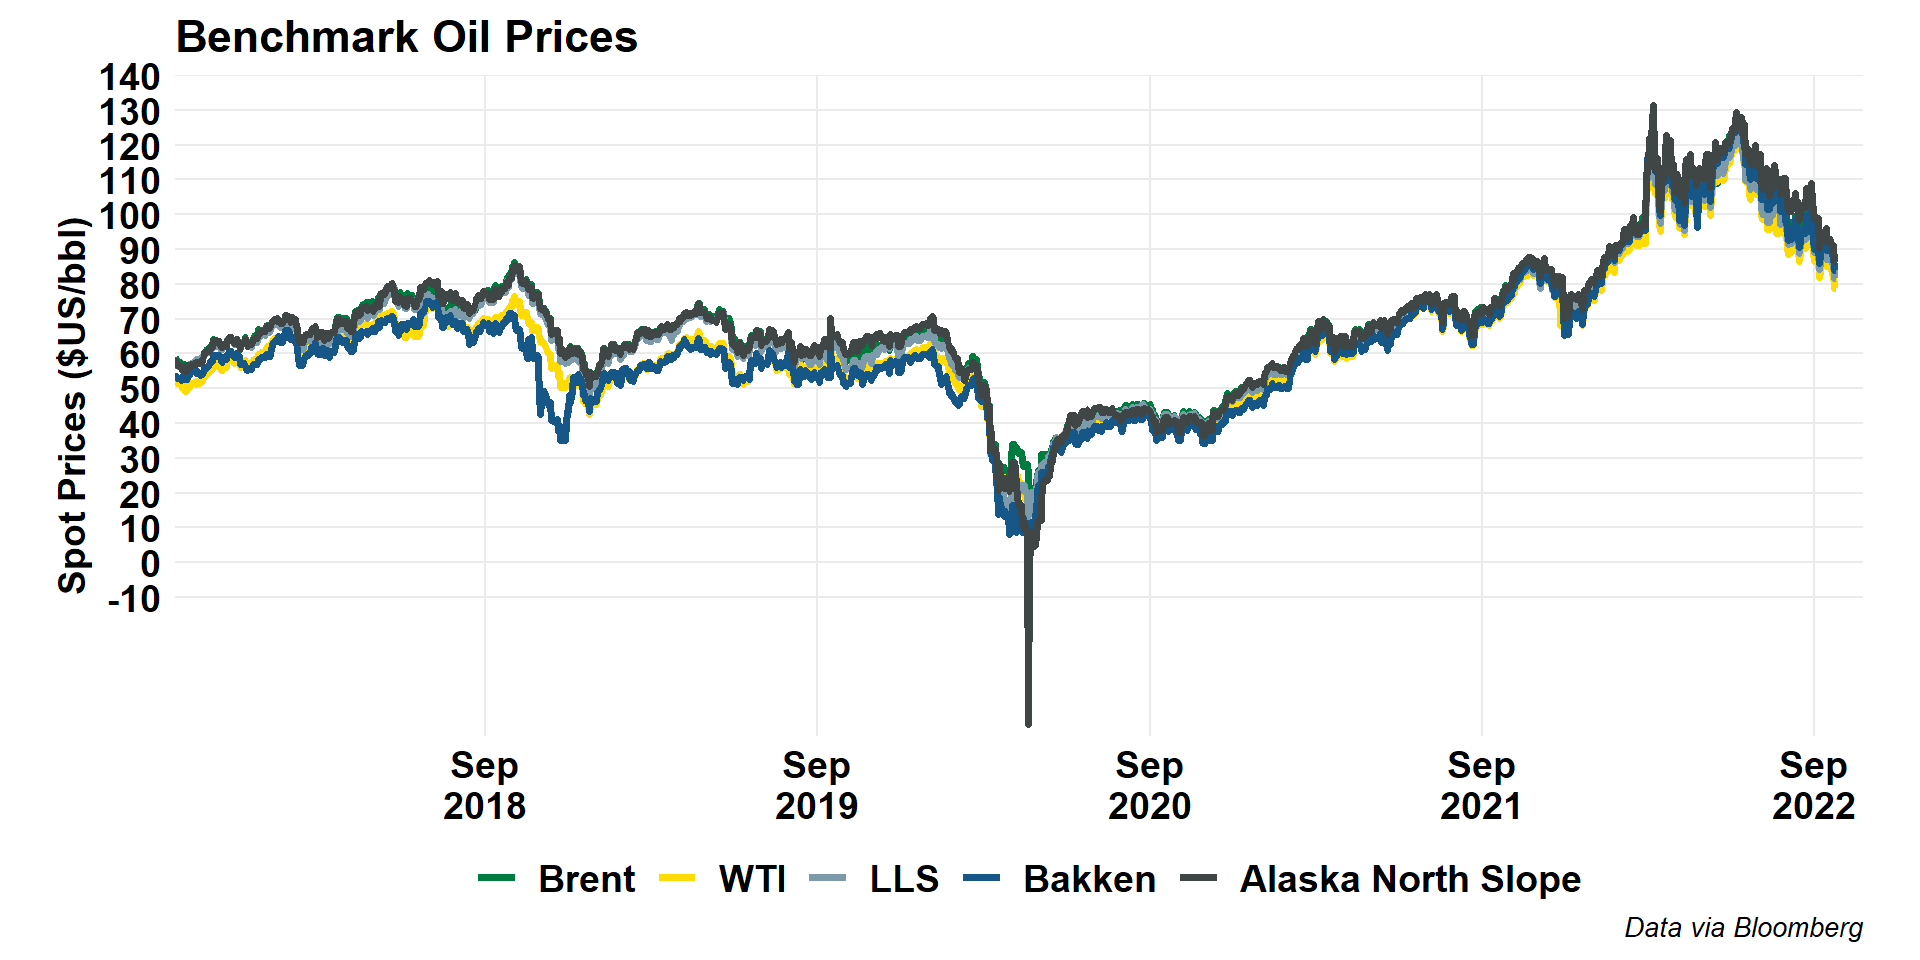 Benchmark Oil Prices
Spot Prices ($US/bbl)
140
130
120
110
100
90
80
70
60
50
40
30
20
10
0
-10
Sep Sep Sep Sep Sep
2018 2019 2020 2021 2022
Brent WTI LLS Bakken Alaska North Slope
Data via Bloomberg